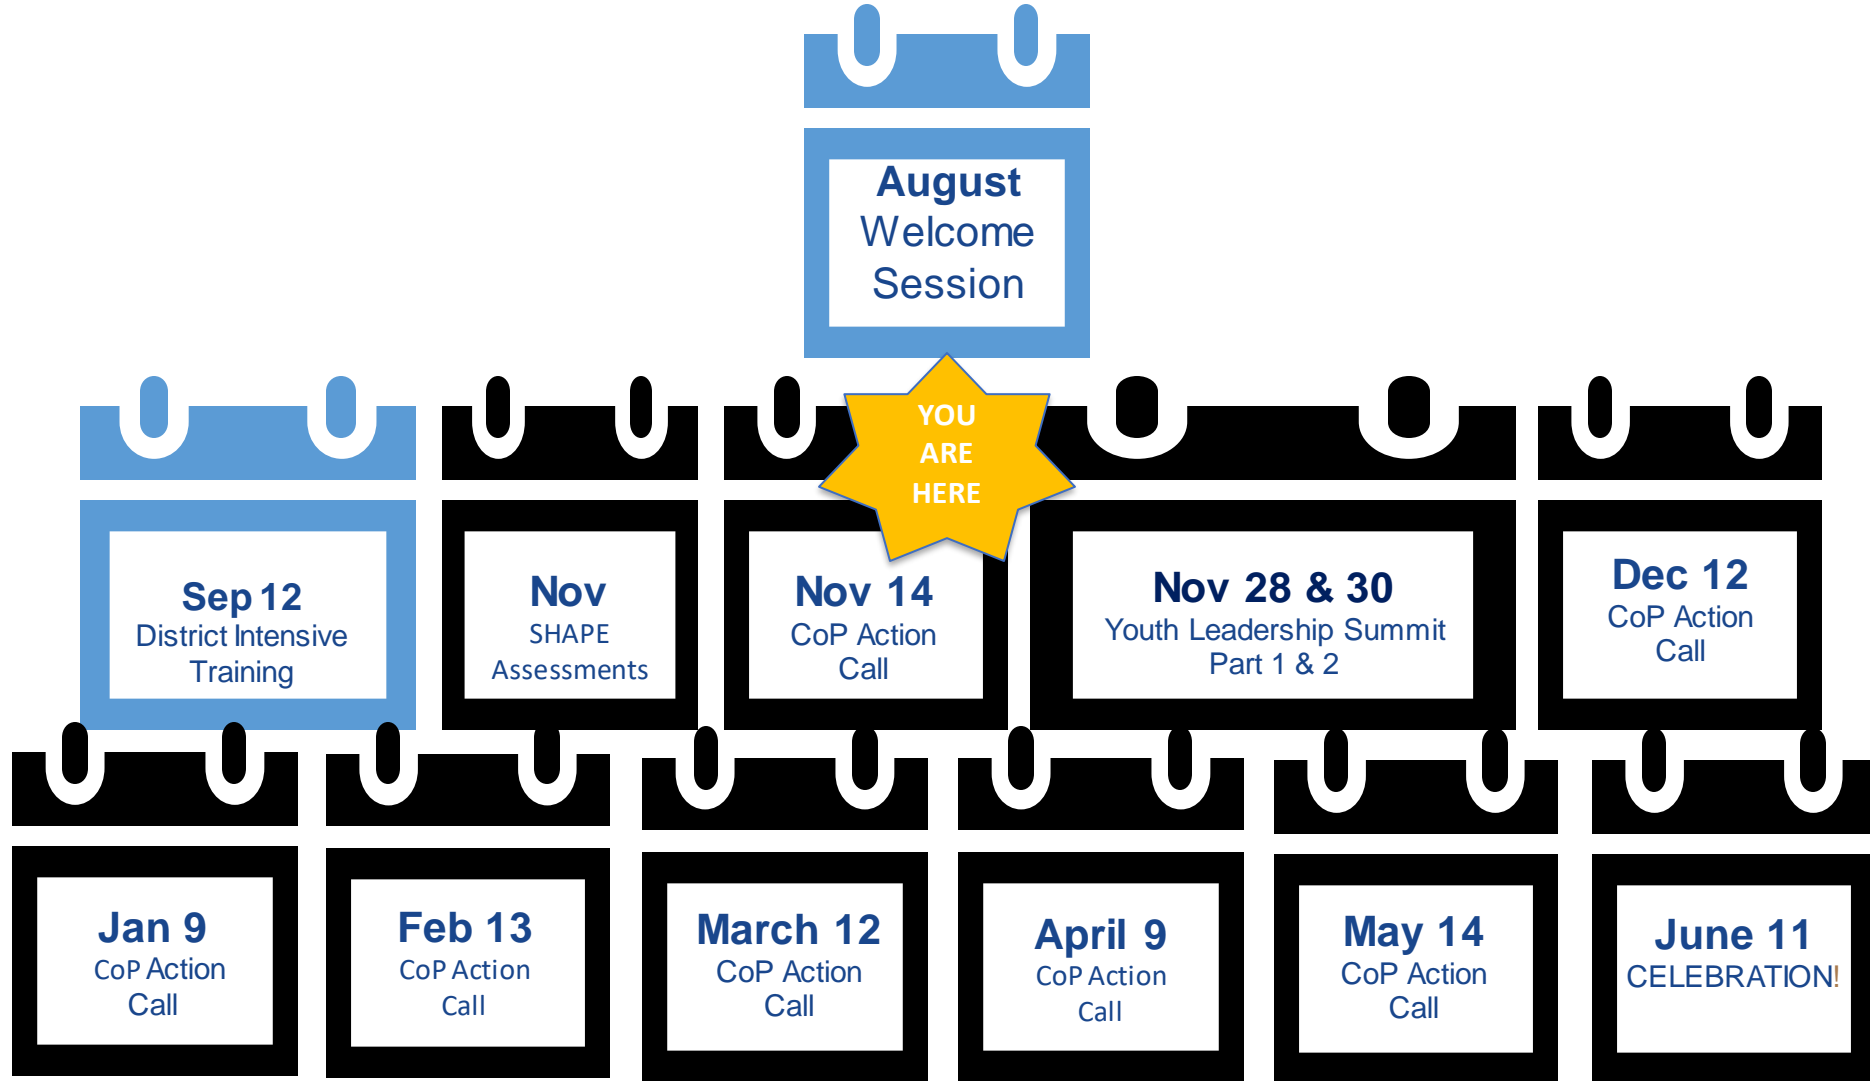 August
Welcome
Session
YOU
ARE
HERE
Sep 12
District Intensive
Training
Nov
SHAPE
Assessments
Nov 14
CoP Action
Call
Nov 28 & 30
Youth Leadership Summit
Part 1 & 2
Dec 12
CoP Action
Call
Jan 9
CoP Action
Call
Feb 13
CoP Action
Call
March 12
CoP Action
Call
April 9
CoP Action
Call
May 14
CoP Action
Call
June 11
CELEBRATION!